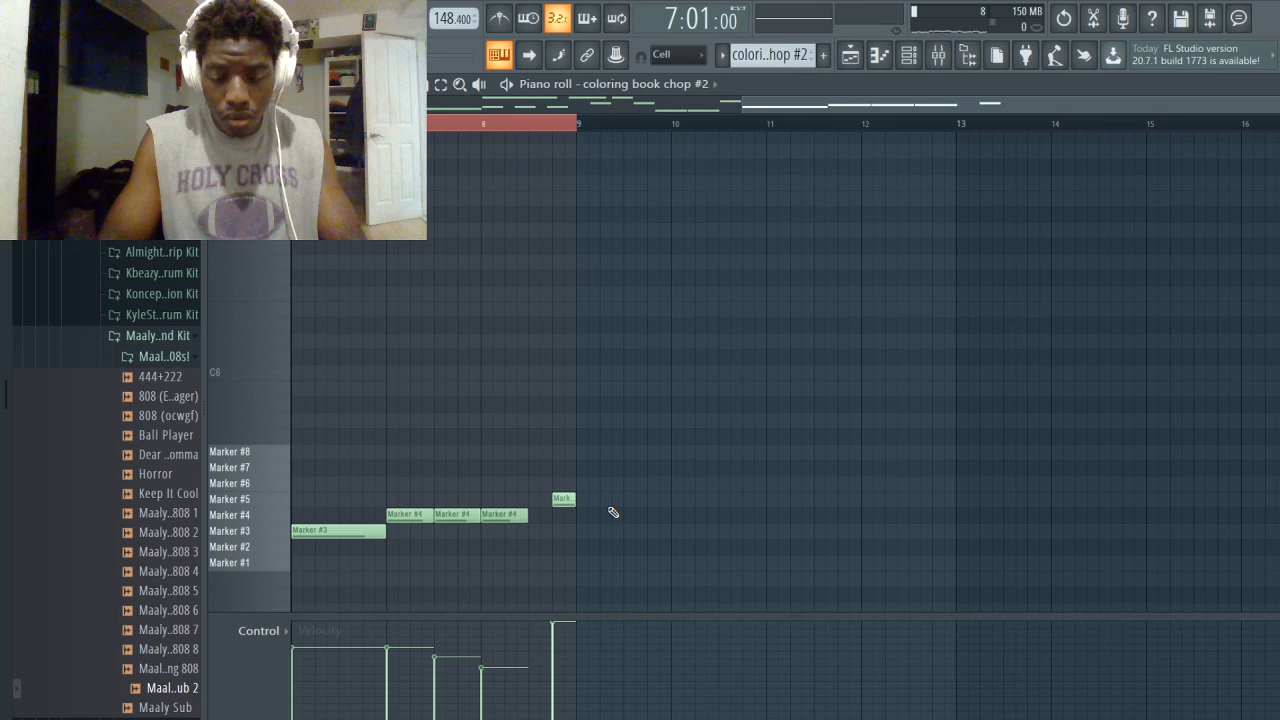 148.400
3.2.
7:01:00
B:S:T
8
150 MB
0
Cell
colori..hop #2
Today
FL Studio version
20.7.1 build 1773 is available!
Piano roll - coloring book chop #2
8
9
10
11
12
13
14
15
16
HOLY CROSS
Almight..rip Kit
Kbeazy..rum Kit
Koncep..ion Kit
KyleSt..rum Kit
Maaly..nd Kit
Maal..08s!
444+222
808 (E..ager)
808 (ocwgf)
Ball Player
Dear ..omma
Horror
Keep It Cool
Maaly..808 1
Maaly..808 2
Maaly..808 3
Maaly..808 4
Maaly..808 5
Maaly..808 6
Maaly..808 7
Maaly..808 8
Maal..ng 808
Maal..ub 2
Maaly Sub
C6
Marker #8
Marker #7
Marker #6
Marker #5
Marker #4
Marker #3
Marker #2
Marker #1
Mark..
Marker #4
Marker #4
Marker #4
Marker #3
Control
Velocity